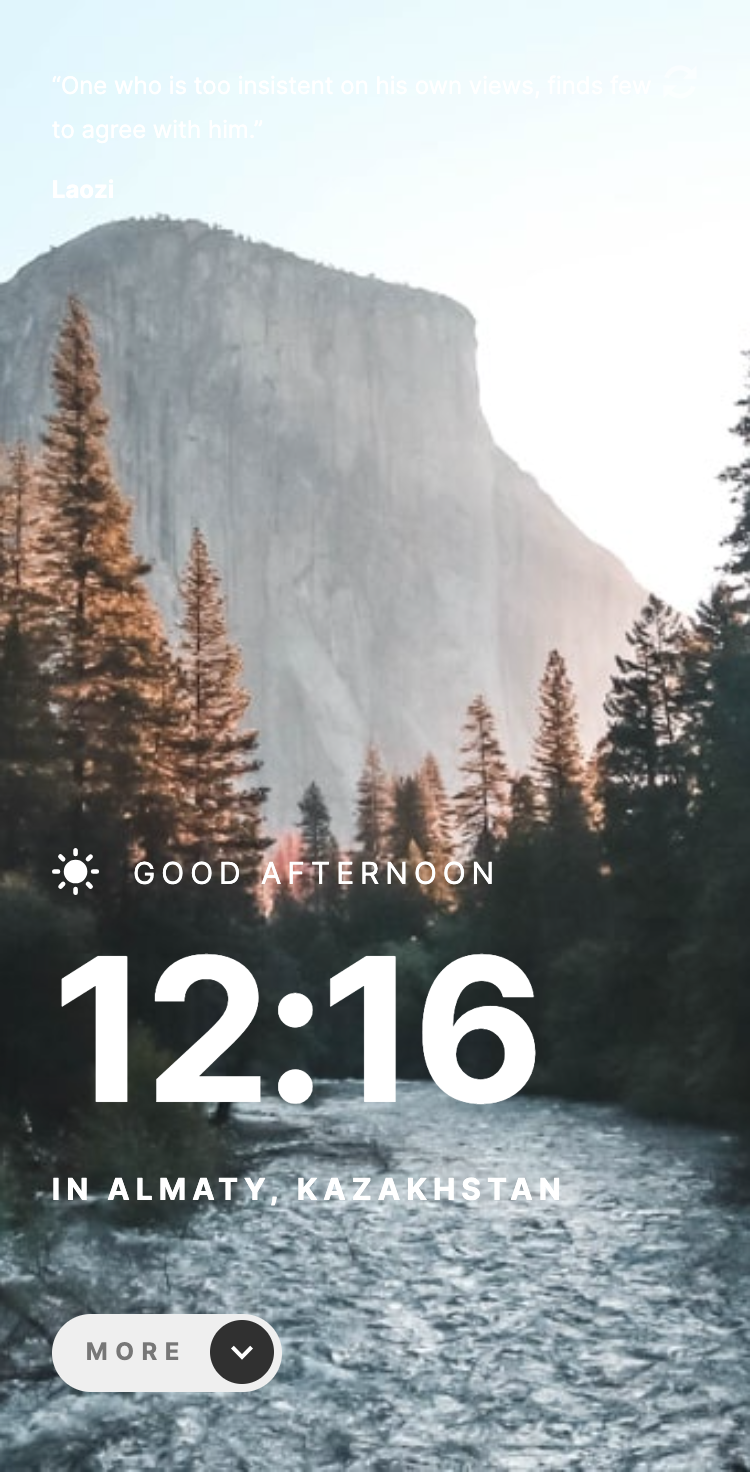 “One who is too insistent on his own views, finds few
to agree with him.”
Laozi
GOOD AFTERNOON
12:16
IN ALMATY, KAZAKHSTAN
MORE